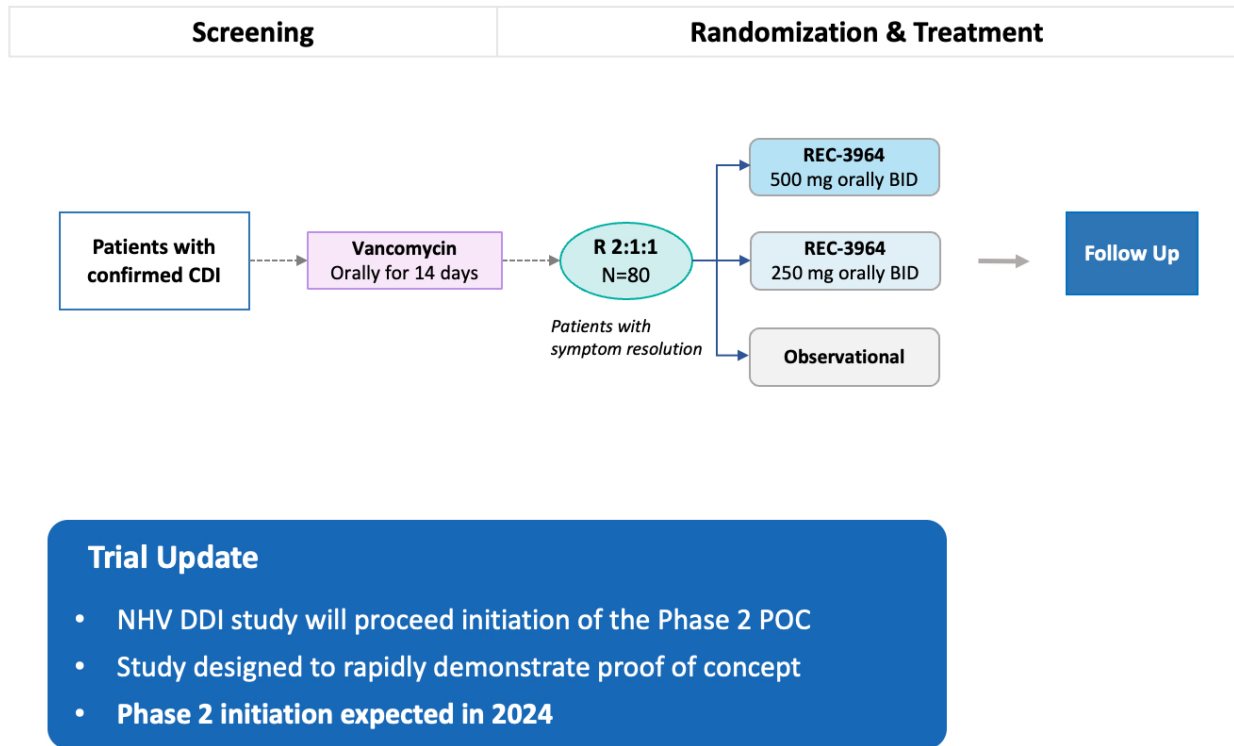 Screening
Randomization & Treatment
Patients with
confirmed CDI
Vancomycin
Orally for 14 days
R 2:1:1
N=80
Patients with
symptom resolution
REC-3964
500 mg orally BID
REC-3964
250 mg orally BID
Observational
Follow Up
Trial Update
• NHV DDI study will proceed initiation of the Phase 2 POC
• Study designed to rapidly demonstrate proof of concept
• Phase 2 initiation expected in 2024